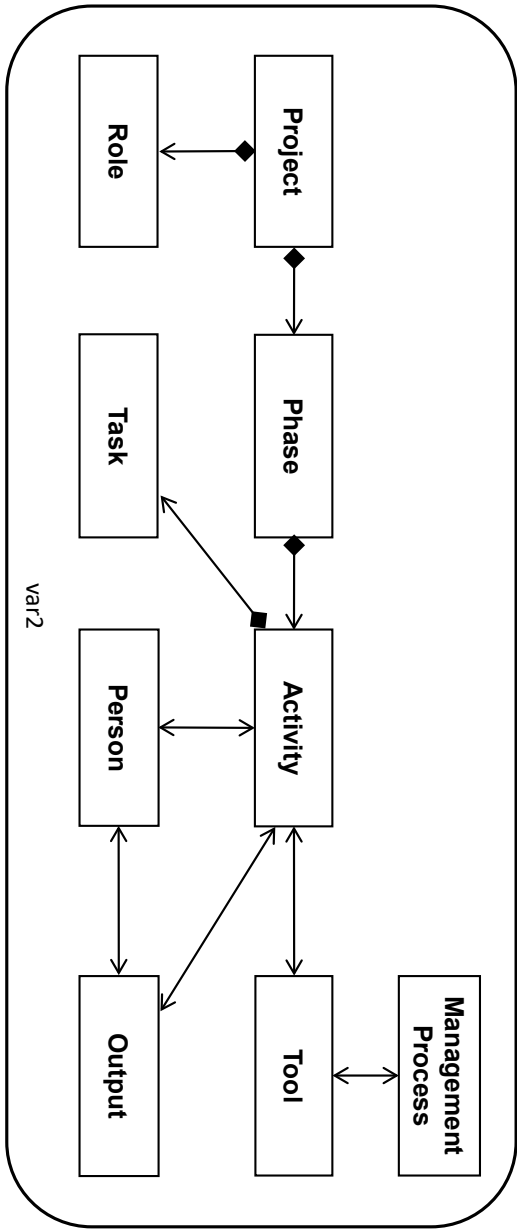 Management
Process
Project
Phase
Activity
Tool
Role
Task
Person
Output
var2